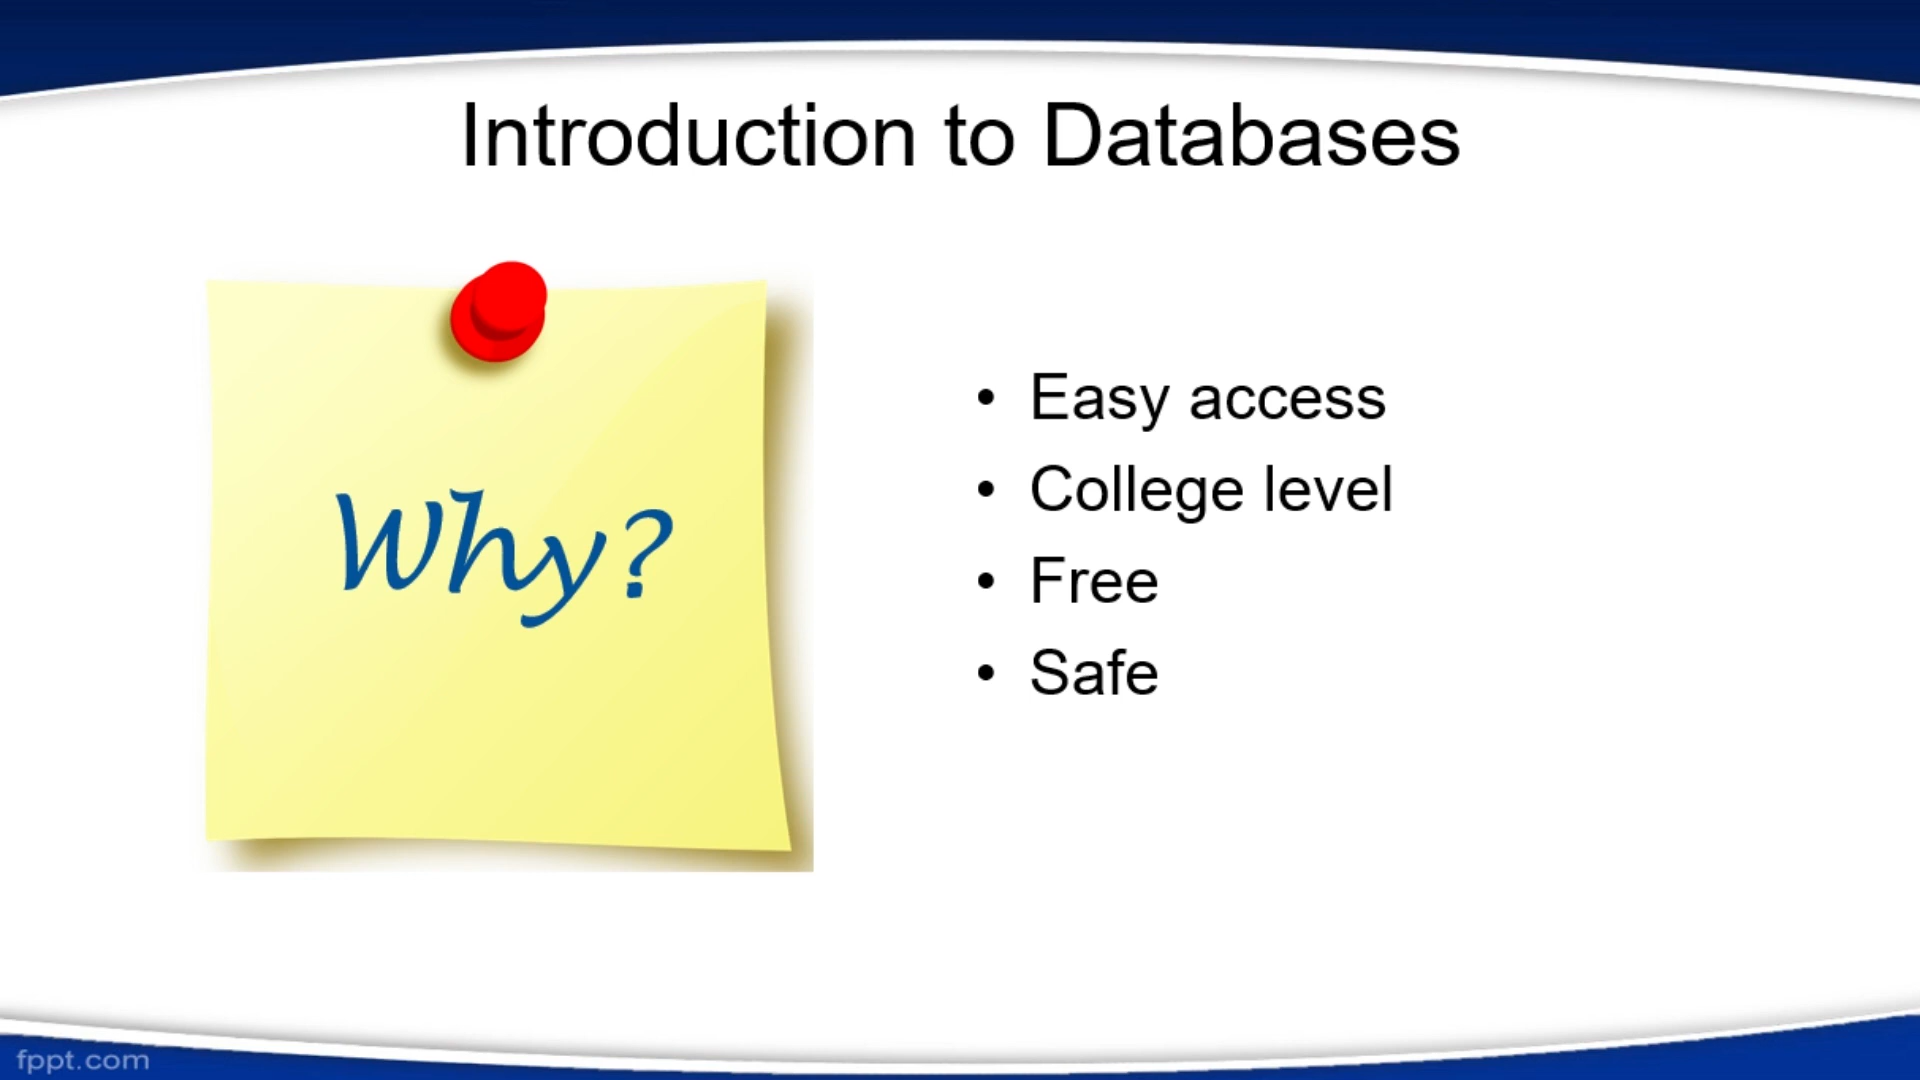 Introduction to Databases
Why?
• Easy access
• College level
• Free
• Safe
fppt.com